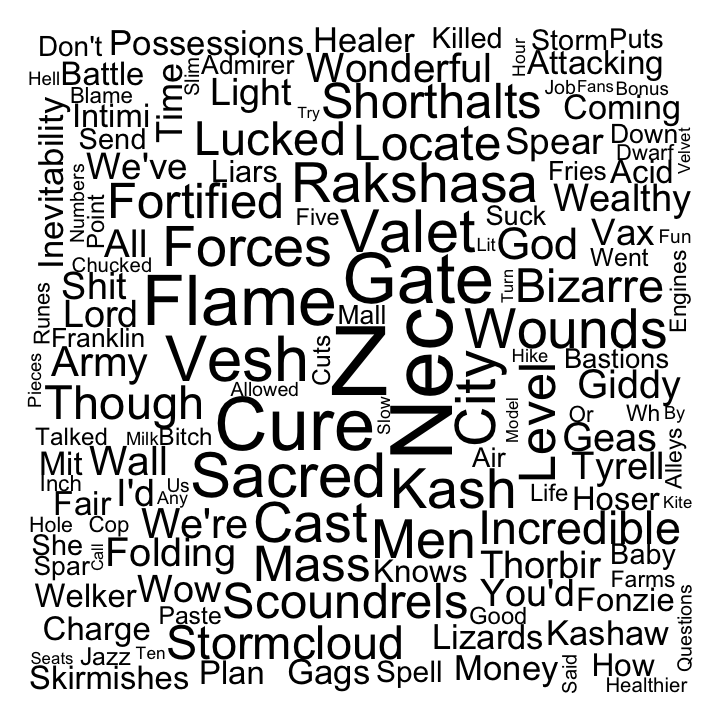 Don't Possessions Healer Killed Storm Puts
Hell Battle Time Slim Admirer Wonderful Hour Attacking
Blame Light Try Shorthalts Job Fans Bonus
Intimi Coming
Inevitability Send Lucked Locate Spear Down Velvet
Dwarf
We've Liars Rakshasa Fries Acid
Numbers Point Fortified Five Valet Suck Wealthy
All Forces Lit God Vax Fun
Chucked Went
Shit Flame Gate Turn Bizarre Engines
Runes Lord Mall Wounds
Franklin
Pieces Army Vesh Cuts N Nec City Hike Bastions
Allowed Level Giddy
Though Cure Slow Model Or Wh By
Talked Milk Bitch Geas Alleys
Mit Wall Sacred Air Tyrell
Inch I'd Us Kash Life Hoser Kite
Fair Any
Hole Cop We're Cast Men Incredible
She Call Folding Mass Knows Thorbir Baby
Spar Farms
Welker Wow Scoundrels You'd Fonzie Questions
Paste Good
Charge Stormcloud Lizards Kashaw
Seats Jazz Ten
Skirmishes Plan Gags Spell Money Said How
Healthier